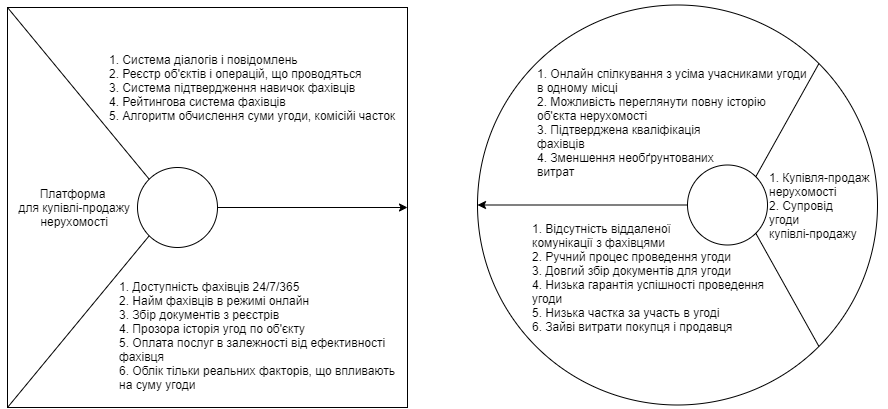 1. Система діалогів і повідомлень
2. Реєстр об'єктів і операцій, що проводяться
3. Система підтвердження навичок фахівців
4. Рейтингова система фахівців
5. Алгоритм обчислення суми угоди, комісійї часток
Платформа
для купівлі-продажу
нерухомості
1. Доступність фахівців 24/7/365
2. Найм фахівців в режимі онлайн
3. Збір документів з реєстрів
4. Прозора історія угод по об'єкту
5. Оплата послуг в залежності від ефективності
фахівця
6. Облік тільки реальних факторів, що впливають
на суму угоди
1. Онлайн спілкування з усіма учасниками угоди
в одному місці
2. Можливість переглянути повну історію
об'єкта нерухомості
3. Підтверджена кваліфікація
фахівців
4. Зменшення необґрунтованих
витрат
1. Купівля-продаж
нерухомості
2. Супровід
угоди
купівлі-продажу
1. Відсутність віддаленої
комунікації з фахівцями
2. Ручний процес проведення угоди
3. Довгий збір документів для угоди
4. Низька гарантія успішності проведення
угоди
5. Низька частка за участь в угоді
6. Зайві витрати покупця і продавця